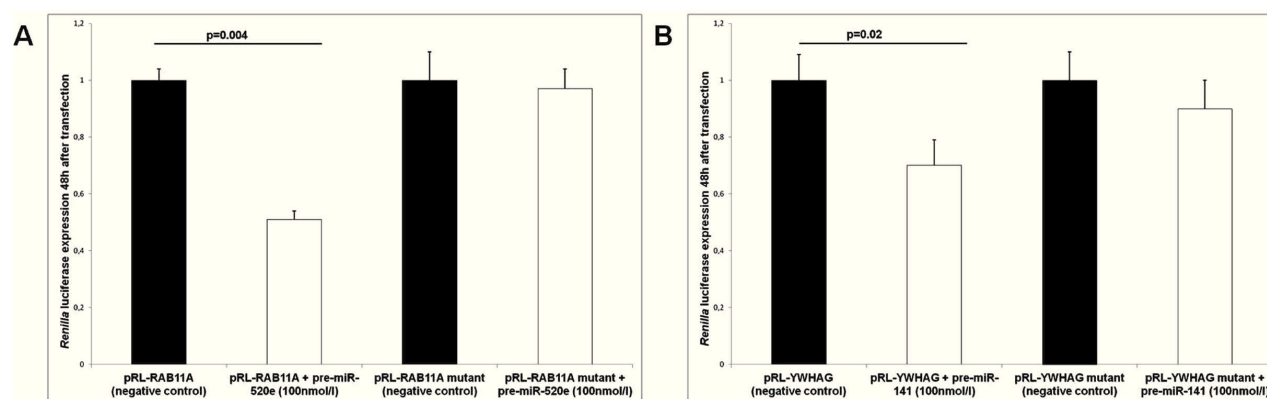 A
1,2
1
0,8
0,6
0,4
0,2
0
Renilla luciferase expression 48h after transfection
p=0.004
pRL-RAB11A
(negative control)
pRL-RAB11A + pre-miR-
520e (100nmol/l)
pRL-RAB11A mutant
(negative control)
pRL-RAB11A mutant +
pre-miR-520e (100nmol/l)
B
1,2
1
0,8
0,6
0,4
0,2
0
Renilla luciferase expression 48h after transfection
p=0.02
pRL-YWHAG
(negative control)
pRL-YWHAG + pre-miR-
141 (100nmol/l)
pRL-YWHAG mutant
(negative control)
pRL-YWHAG mutant +
pre-miR-141 (100nmol/l)